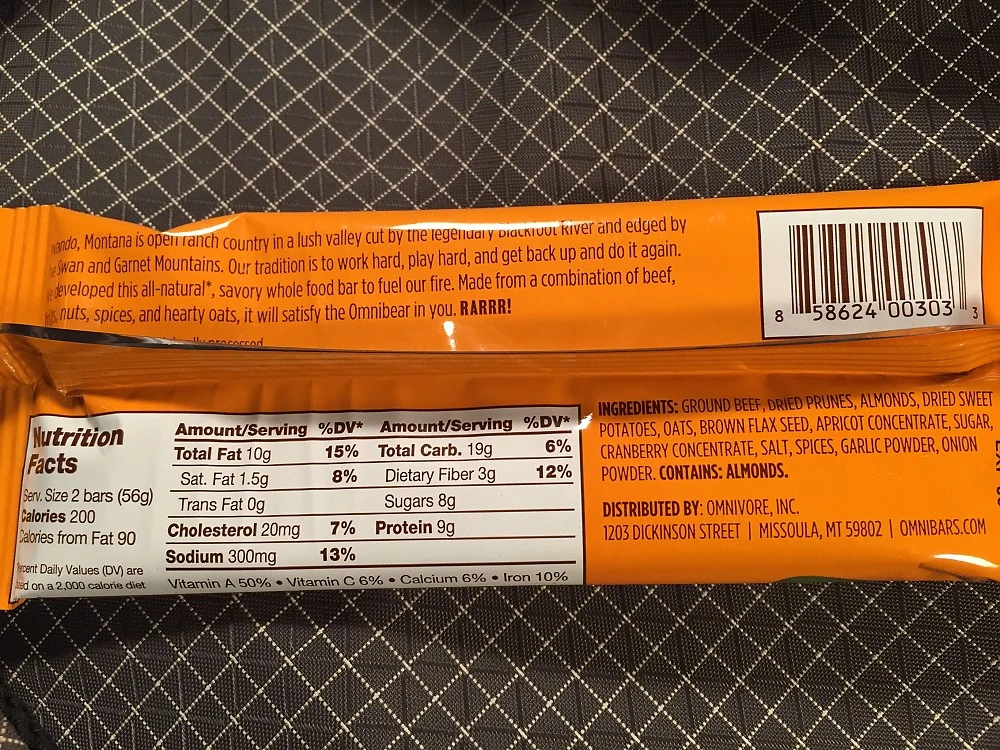 Montana is open ranch country in a lush valley cut by the legendary Blackfoot River and edged by
Swan and Garnet Mountains. Our tradition is to work hard, play hard, and get back up and do it again.
developed this all-natural*, savory whole food bar to fuel our fire. Made from a combination of beef,
nuts, spices, and hearty oats, it will satisfy the Omnibear in you. RARRR!
8 58624 00303 3
Nutrition
Facts
Serv. Size 2 bars (56g)
Calories 200
Calories from Fat 90
Percent Daily Values (DV) are
on a 2,000 calorie diet
Amount/Serving %DV* Amount/Serving %DV*
Total Fat 10g 15% Total Carb. 19g 6%
Sat. Fat 1.5g 8% Dietary Fiber 3g 12%
Trans Fat 0g Sugars 8g
Cholesterol 20mg 7% Protein 9g
Sodium 300mg 13%
Vitamin A 50% • Vitamin C 6% • Calcium 6% • Iron 10%
INGREDIENTS: GROUND BEEF, DRIED PRUNES, ALMONDS, DRIED SWEET
POTATOES, OATS, BROWN FLAX SEED, APRICOT CONCENTRATE, SUGAR,
CRANBERRY CONCENTRATE, SALT, SPICES, GARLIC POWDER, ONION
POWDER. CONTAINS: ALMONDS.
DISTRIBUTED BY: OMNIVORE, INC.
1203 DICKINSON STREET | MISSOULA, MT 59802 | OMNIBARS.COM